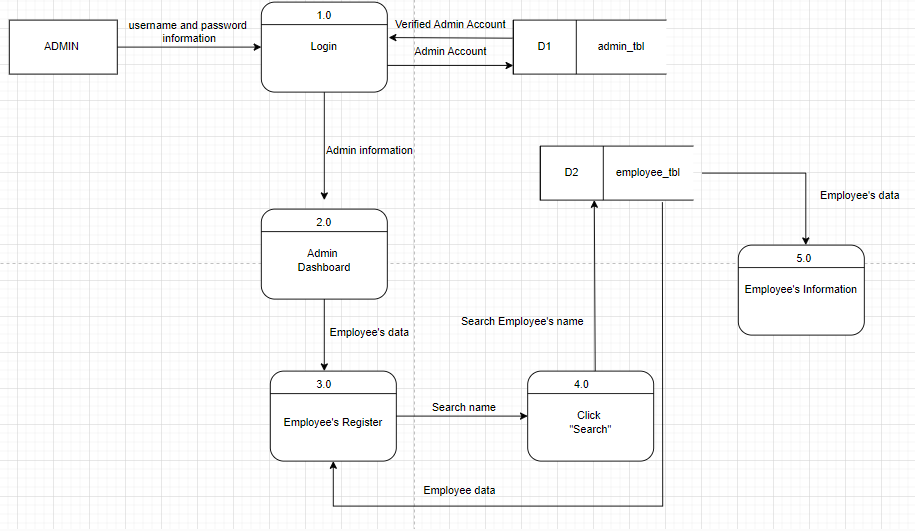 1.0
username and password
information
Verified Admin Account
ADMIN
Login
D1
admin_tbl
Admin Account
Admin information
D2
employee_tbl
Employee's data
2.0
Admin
Dashboard
5.0
Employee's Information
Search Employee's name
Employee's data
3.0
4.0
Search name
Click
"Search"
Employee's Register
Employee data